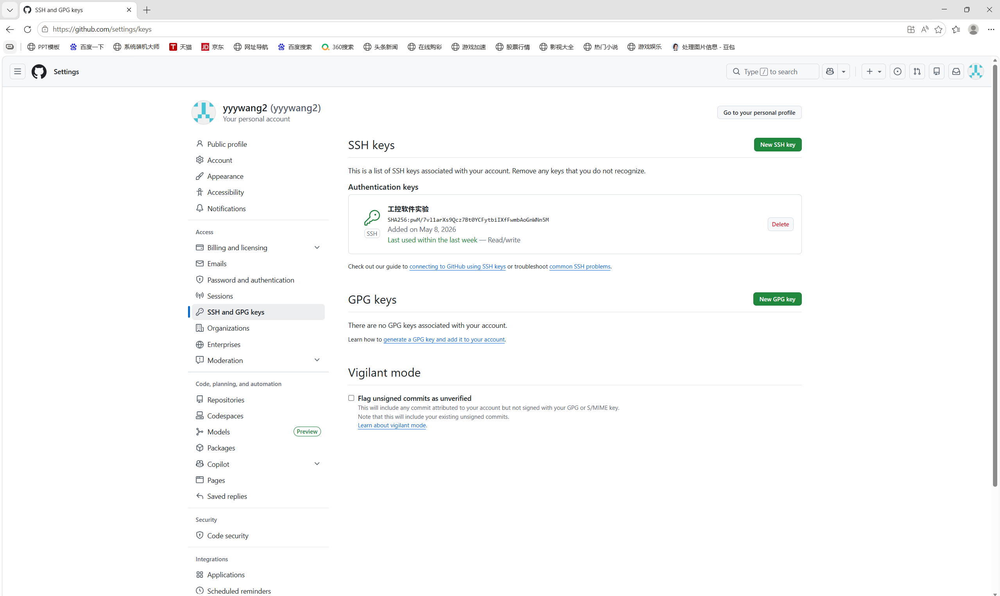 SSH and GPG keys
https://github.com/settings/keys
PPT模板
百度一下
系统装机大师
天猫
京东
网址导航
百度搜索
360搜索
头条新闻
在线购彩
游戏加速
股票行情
影视大全
热门小说
游戏娱乐
处理图片信息 - 豆包
Settings
Type / to search
yyywang2 (yyywang2)
Your personal account
Go to your personal profile
Public profile
Account
Appearance
Accessibility
Notifications
Access
Billing and licensing
Emails
Password and authentication
Sessions
SSH and GPG keys
Organizations
Enterprises
Moderation
Code, planning, and automation
Repositories
Codespaces
Models
Preview
Packages
Copilot
Pages
Saved replies
Security
Code security
Integrations
Applications
Scheduled reminders
SSH keys
New SSH key
This is a list of SSH keys associated with your account. Remove any keys that you do not recognize.
Authentication keys
工控软件实验
SHA256:pwM/7vl1arXs9Qcz7Bt0YCFytbiIXfFwmbAoGnWNn5M
SSH
Added on May 8, 2026
Last used within the last week — Read/write
Delete
Check out our guide to connecting to GitHub using SSH keys or troubleshoot common SSH problems.
GPG keys
New GPG key
There are no GPG keys associated with your account.
Learn how to generate a GPG key and add it to your account.
Vigilant mode
Flag unsigned commits as unverified
This will include any commit attributed to your account but not signed with your GPG or S/MIME key.
Note that this will include your existing unsigned commits.
Learn about vigilant mode.